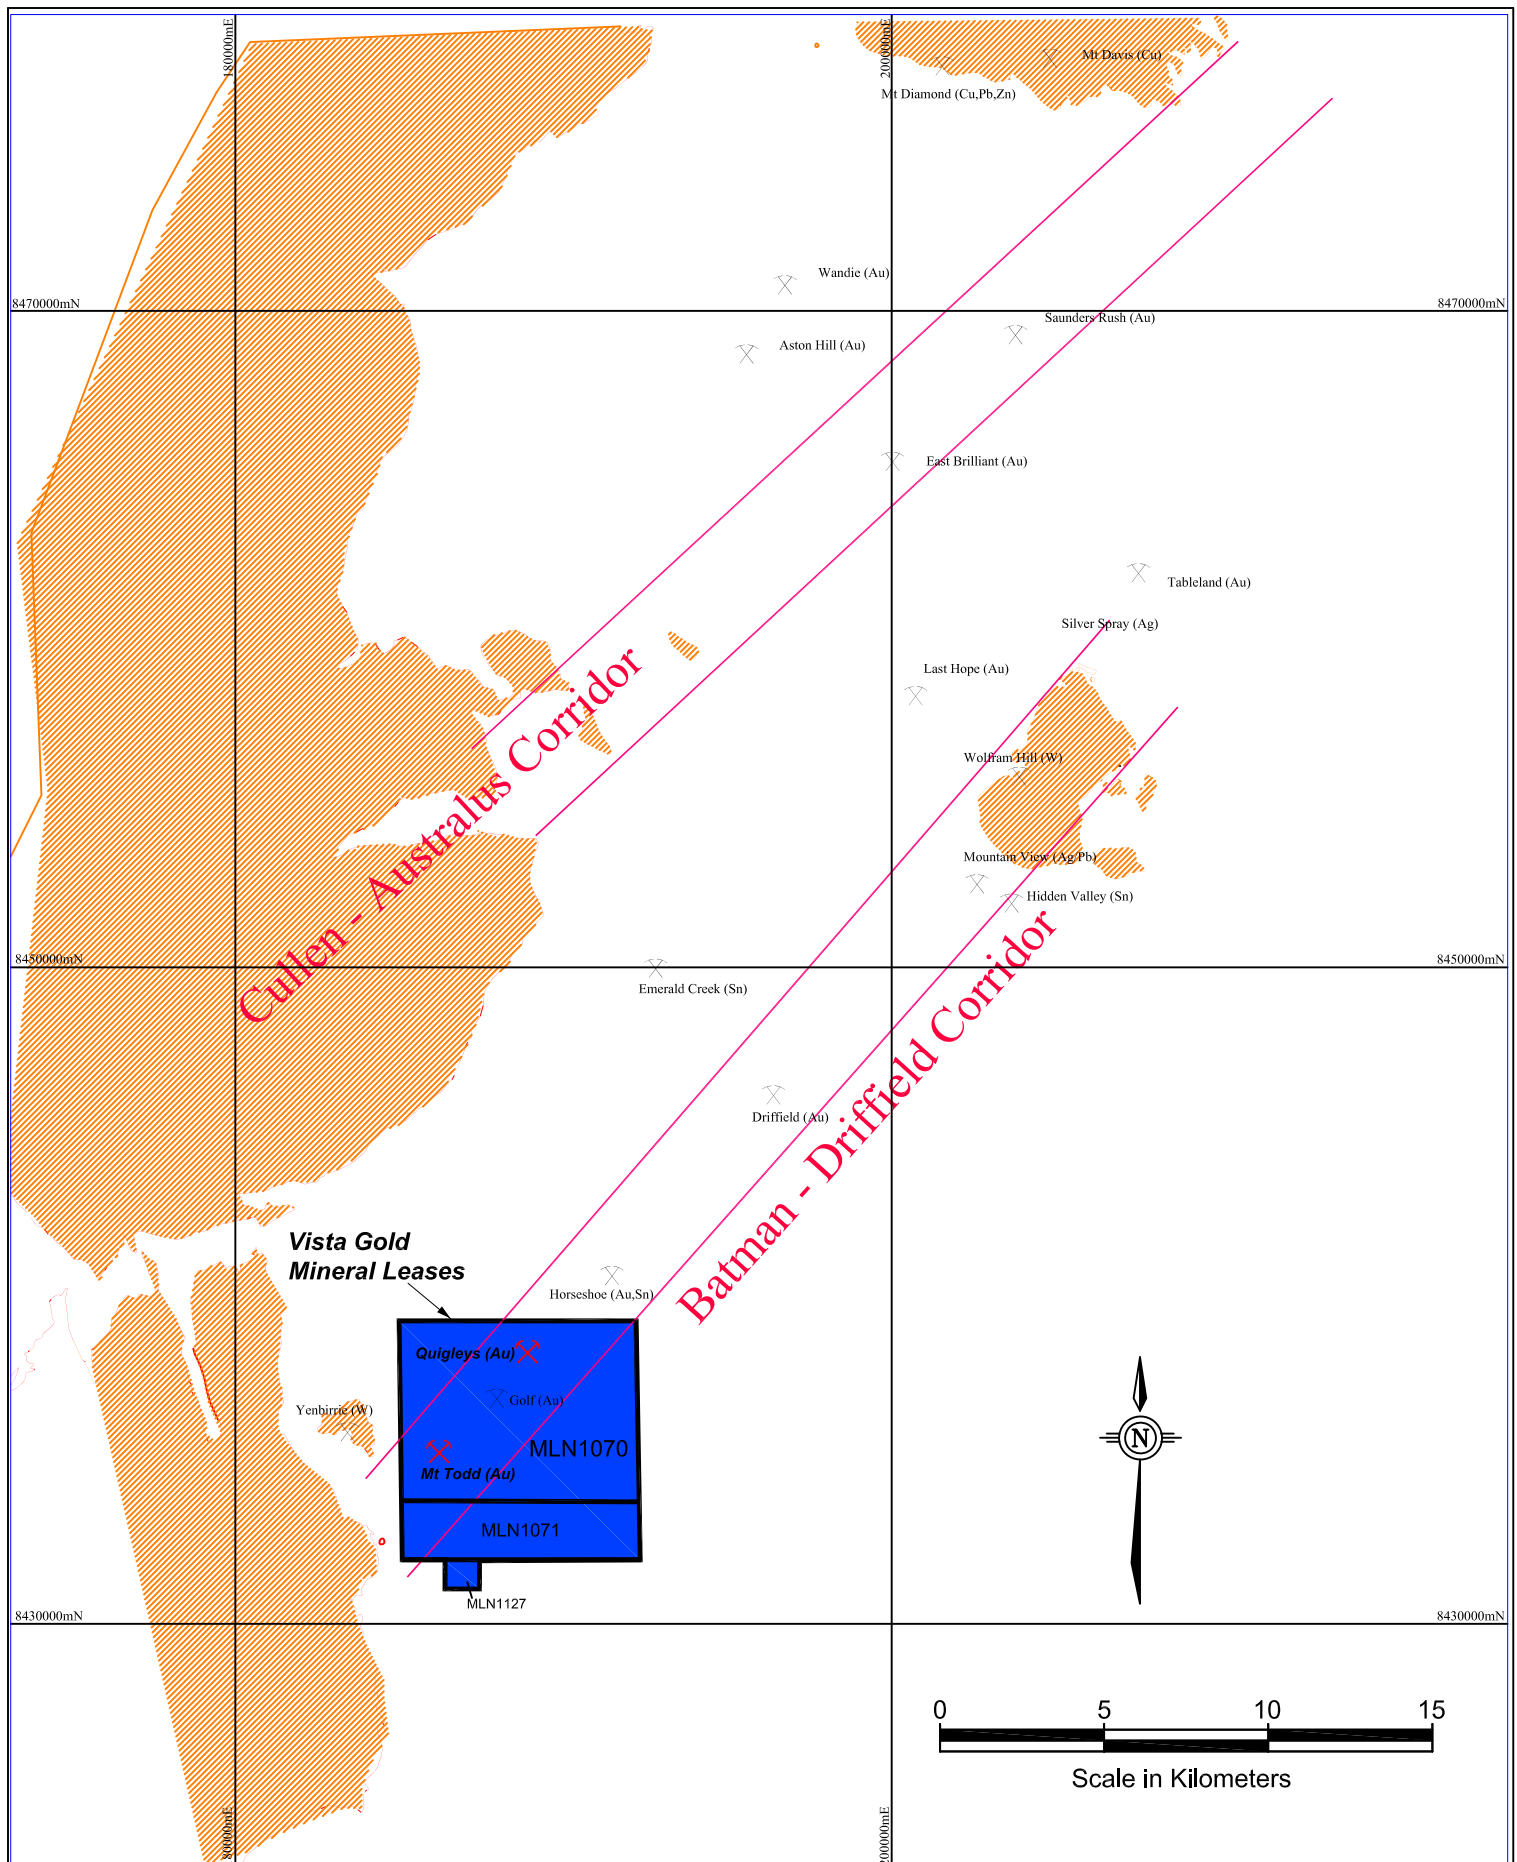 180000mE
200000mE
Mt Davis (Cu)
Mt Diamond (Cu,Pb,Zn)
Wandie (Au)
8470000mN
8470000mN
Saunders Rush (Au)
Aston Hill (Au)
East Brilliant (Au)
Tableland (Au)
Silver Spray (Ag)
Last Hope (Au)
Cullen - Australus Corridor
Wolfram Hill (W)
Mountain View (Ag/Pb)
Hidden Valley (Sn)
8450000mN
8450000mN
Emerald Creek (Sn)
Batman - Driffield Corridor
Driffield (Au)
Vista Gold
Mineral Leases
Horseshoe (Au,Sn)
Quigleys (Au)
Golf (Au)
Yenbirrie (W)
MLN1070
Mt Todd (Au)
N
MLN1071
MLN1127
8430000mN
8430000mN
0 5 10 15
Scale in Kilometers
80000mE
200000mE